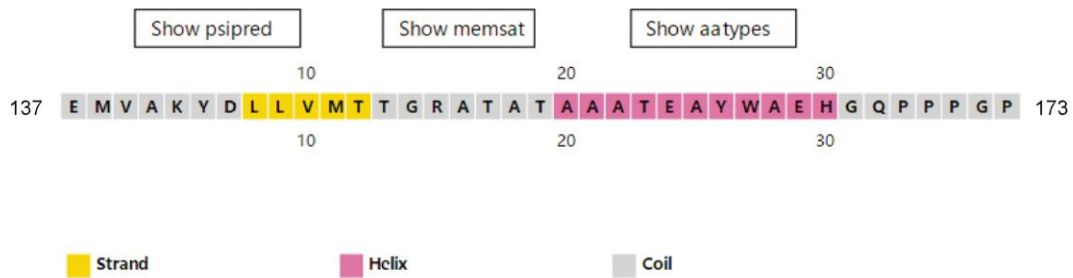 Show psipred Show memsat Show aatypes
10 20 30
137 E M V A K Y D L L V M T T G R A T A T A A A T E A Y W A E H G Q P P P G P 173
10 20 30
Strand Helix Coil